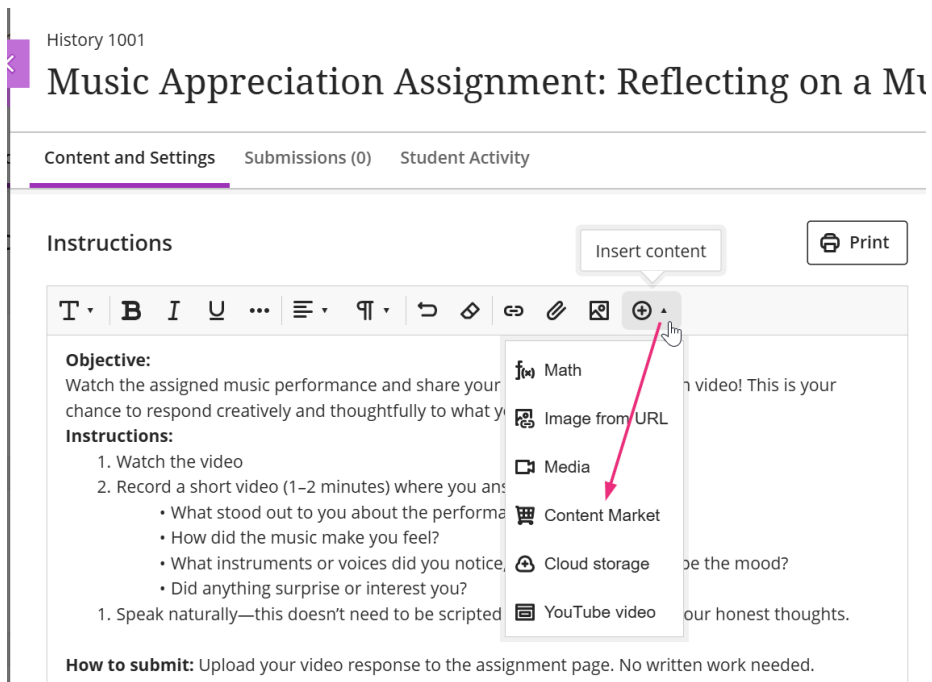 History 1001
Music Appreciation Assignment: Reflecting on a
Content and Settings Submissions (0) Student Activity
Instructions
Insert content
Print
T B I U
Objective:
Watch the assigned music performance and share your video! This is your
chance to respond creatively and thoughtfully to what
Instructions:
1. Watch the video
2. Record a short video (1–2 minutes) where you
• What stood out to you about the
• How did the music make you feel?
• What instruments or voices did you notice, the mood?
• Did anything surprise or interest you?
1. Speak naturally—this doesn’t need to be scripted honest thoughts.
How to submit: Upload your video response to the assignment page. No written work needed.
f(x) Math
Image from URL
Media
Content Market
Cloud storage
YouTube video